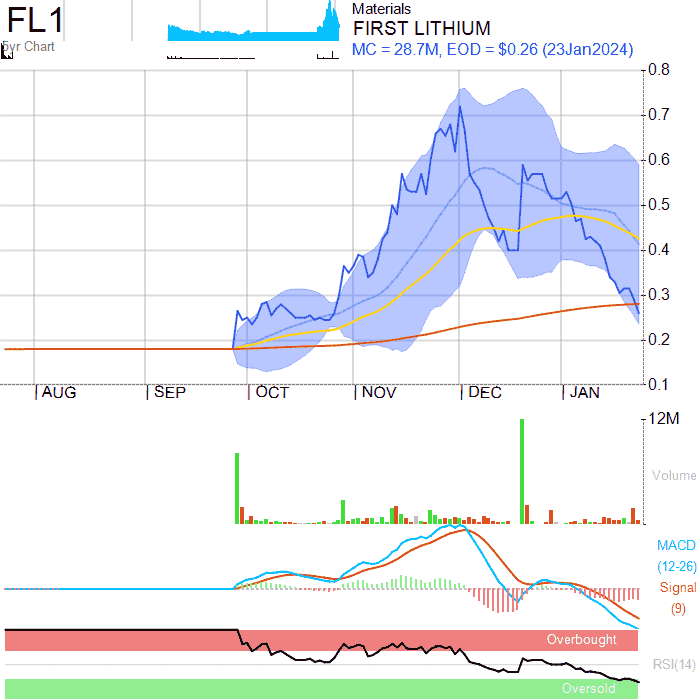 FL1
5yr Chart
Materials
FIRST LITHIUM
MC = 28.7M, EOD = $0.26 (23Jan2024)
0.8
0.7
0.6
0.5
0.4
0.3
0.2
0.1
AUG
SEP
OCT
NOV
DEC
JAN
12M
Volume
MACD
(12-26)
Signal
(9)
Overbought
RSI(14)
Oversold